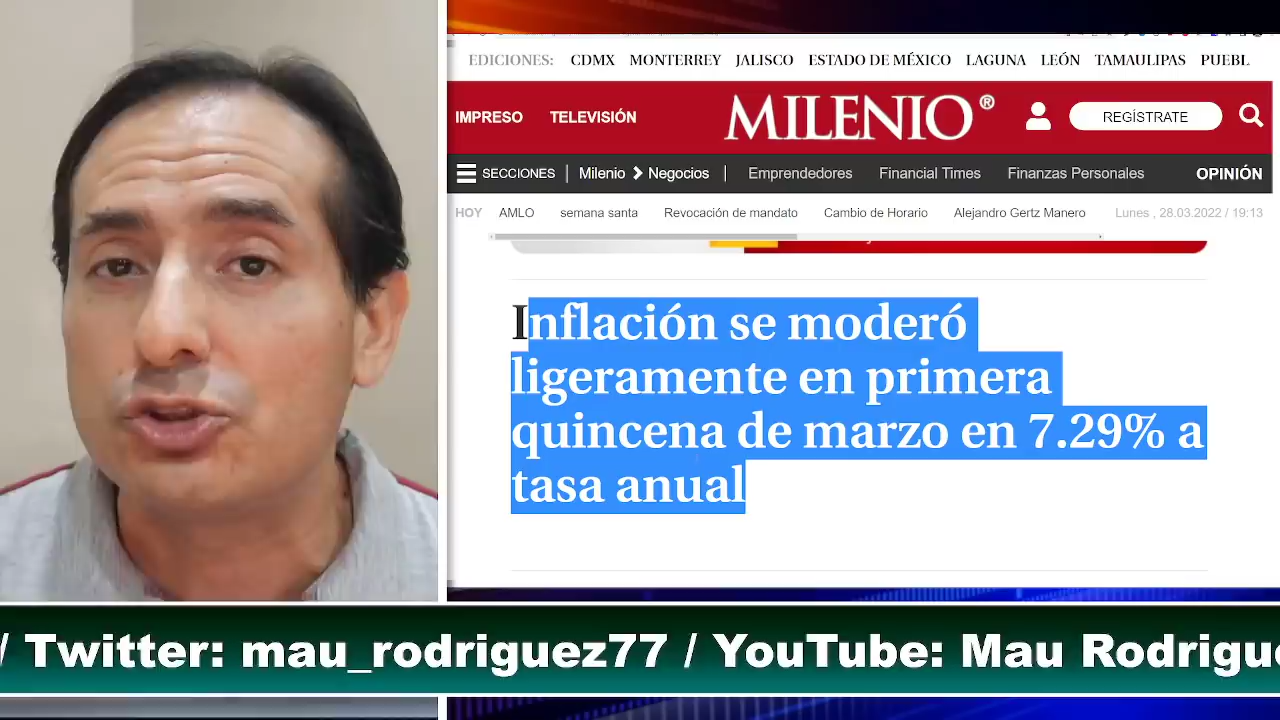 EDICIONES: CDMX MONTERREY JALISCO ESTADO DE MÉXICO LAGUNA LEÓN TAMAULIPAS PUEBL
IMPRESO TELEVISIÓN MILENIO® REGÍSTRATE
SECCIONES | Milenio > Negocios | Emprendedores Financial Times Finanzas Personales OPINIÓN
HOY AMLO semana santa Revocación de mandato Cambio de Horario Alejandro Gertz Manero Lunes , 28.03.2022 / 19:13
Inflación se moderó
ligeramente en primera
quincena de marzo en 7.29% a
tasa anual
/ Twitter: mau_rodriguez77 / YouTube: Mau Rodrigu